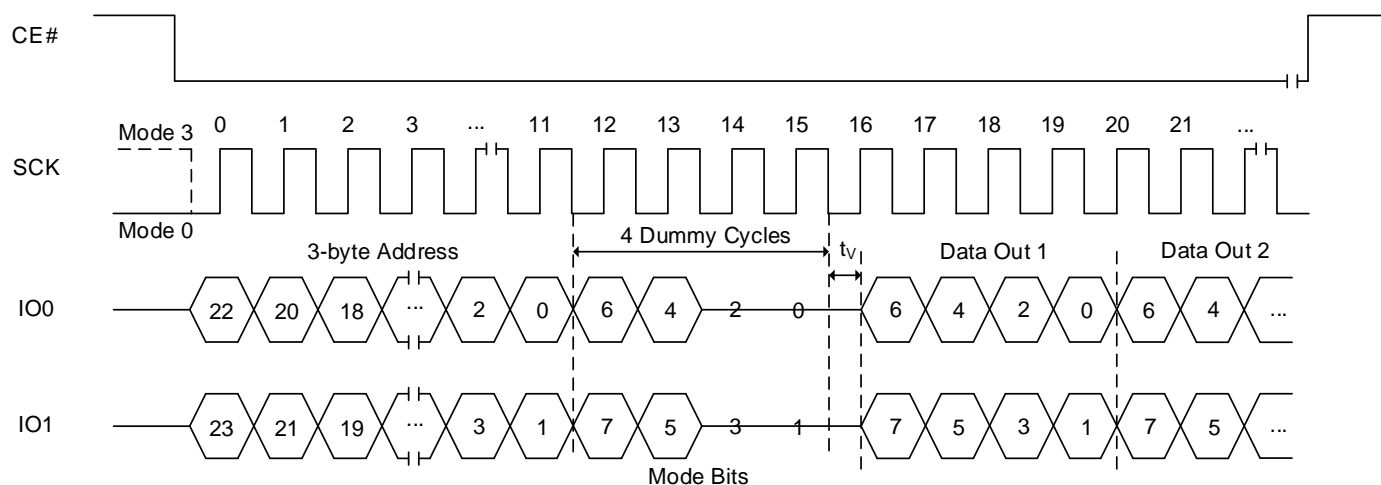 CE#
0 1 2 3 ... 11 12 13 14 15 16 17 18 19 20 21 ...
Mode 3
SCK
Mode 0
3-byte Address 4 Dummy Cycles tV Data Out 1 Data Out 2
IO0 22 20 18 ... 2 0 6 4 2 0 6 4 2 0 6 4 ...
IO1 23 21 19 ... 3 1 7 5 3 1 7 5 3 1 7 5 ...
Mode Bits